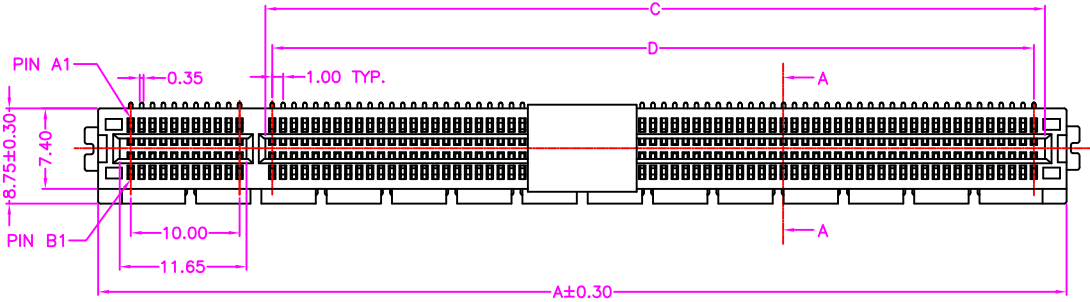 C
D
PIN A1
0.35
1.00 TYP.
A
8.75±0.30
7.40
PIN B1
10.00
A
11.65
A±0.30